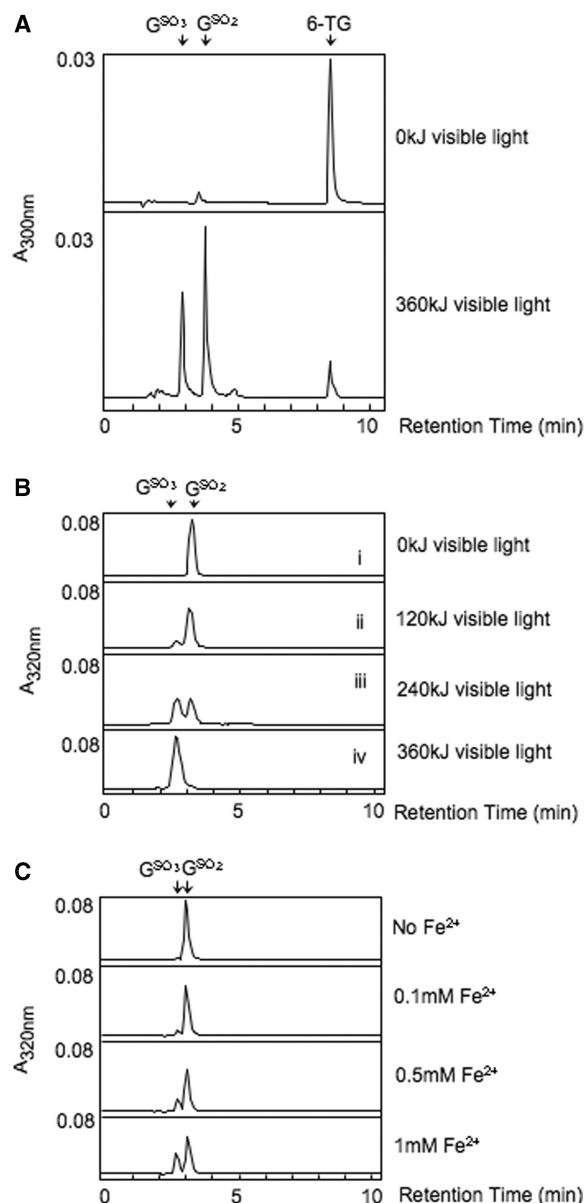 A
G^SO3 G^SO2 6-TG
0.03
0kJ visible light
0.03
360kJ visible light
A300nm
0 5 10 Retention Time (min)
B
G^SO3 G^SO2
0.08
i
0kJ visible light
0.08
ii
120kJ visible light
0.08
iii
240kJ visible light
0.08
iv
360kJ visible light
A320nm
0 5 10 Retention Time (min)
C
G^SO3 G^SO2
0.08
No Fe²⁺
0.08
0.1mM Fe²⁺
0.08
0.5mM Fe²⁺
0.08
1mM Fe²⁺
A320nm
0 5 10 Retention Time (min)